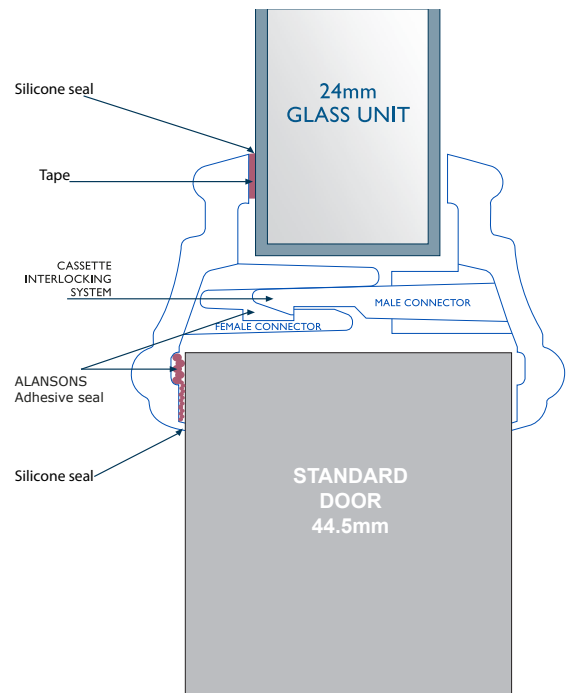 24mm
GLASS UNIT
Silicone seal
Tape
CASSETTE
INTERLOCKING
SYSTEM
MALE CONNECTOR
FEMALE CONNECTOR
ALANSONS
Adhesive seal
Silicone seal
STANDARD
DOOR
44.5mm